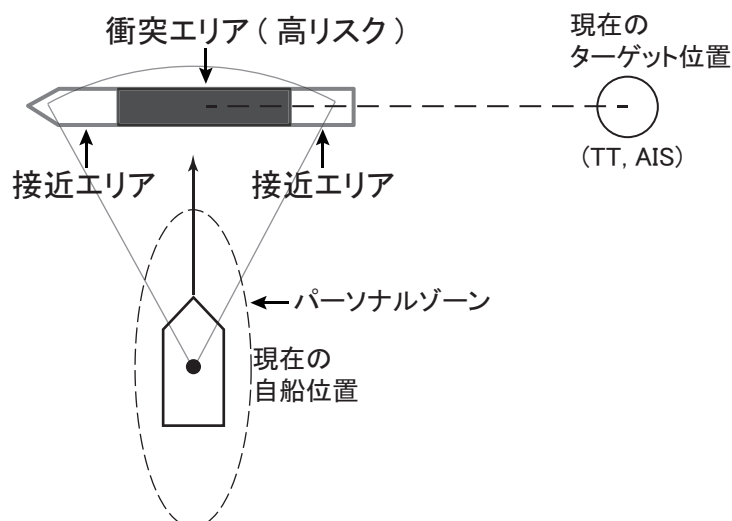 衝突エリア ( 高リスク )
現在の
ターゲット位置
(TT, AIS)
接近エリア
接近エリア
パーソナルゾーン
現在の
自船位置